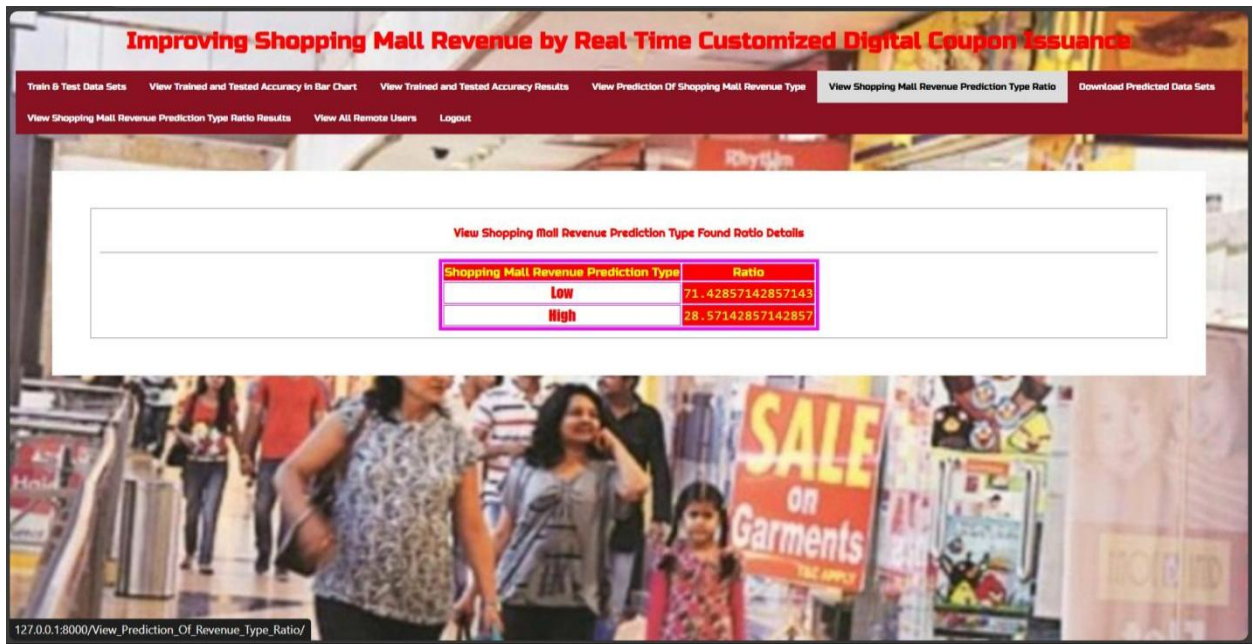 Improving Shopping Mall Revenue by Real Time Customized Digital Coupon Issuance
Train & Test Data Sets View Trained and Tested Accuracy in Bar Chart View Trained and Tested Accuracy Results View Prediction Of Shopping Mall Revenue Type View Shopping Mall Revenue Prediction Type Ratio Download Predicted Data Sets
View Shopping Mall Revenue Prediction Type Ratio Results View All Remote Users Logout
Rhythm
View Shopping Mall Revenue Prediction Type Found Ratio Details
Shopping Mall Revenue Prediction Type Ratio
Low 71.42857142857143
High 28.57142857142857
SALE
on
Garments
T&C APPLY
127.0.0.1:8000/View_Prediction_Of_Revenue_Type_Ratio/